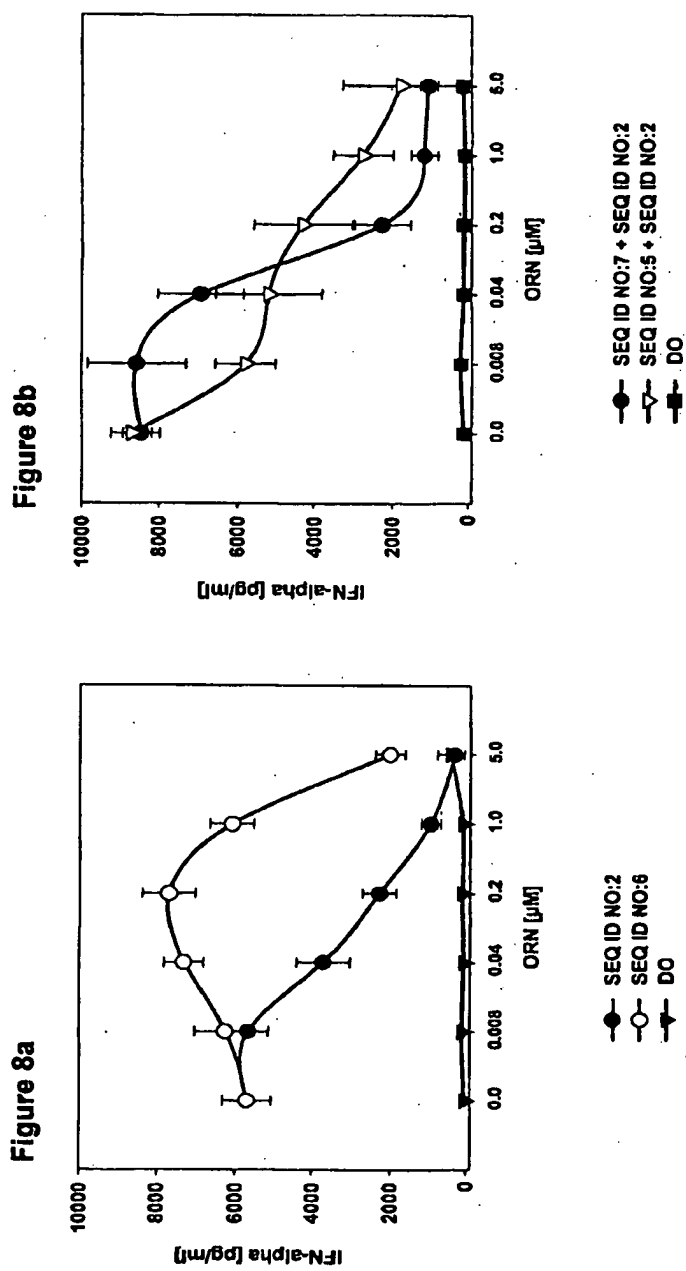 Figure 8a
10000
8000
6000
4000
2000
0
IFN-alpha [pg/ml]
0.0 0.008 0.04 0.2 1.0 5.0
ORN [µM]
SEQ ID NO:2
SEQ ID NO:6
DO
Figure 8b
10000
8000
6000
4000
2000
0
IFN-alpha [pg/ml]
0.0 0.008 0.04 0.2 1.0 5.0
ORN [µM]
SEQ ID NO:7 + SEQ ID NO:2
SEQ ID NO:5 + SEQ ID NO:2
DO